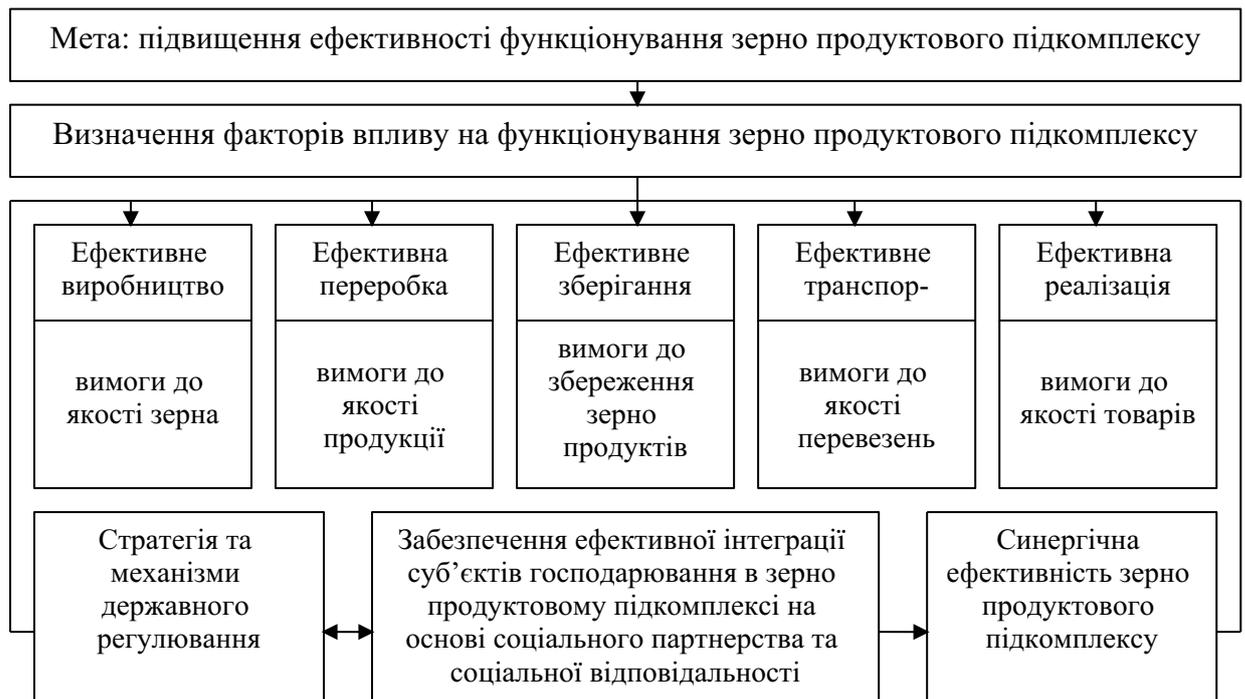 Мета: підвищення ефективності функціонування зерно продуктового підкомплексу
Визначення факторів впливу на функціонування зерно продуктового підкомплексу
Ефективне
виробництво
вимоги до
якості зерна
Ефективна
переробка
вимоги до
якості
продукції
Ефективне
зберігання
вимоги до
збереження
зерно
продуктів
Ефективне
транспор-
вимоги до
якості
перевезень
Ефективна
реалізація
вимоги до
якості товарів
Стратегія та
механізми
державного
регулювання
Забезпечення ефективної інтеграції
суб’єктів господарювання в зерно
продуктовому підкомплексі на
основі соціального партнерства та
соціальної відповідальності
Синергічна
ефективність зерно
продуктового
підкомплексу